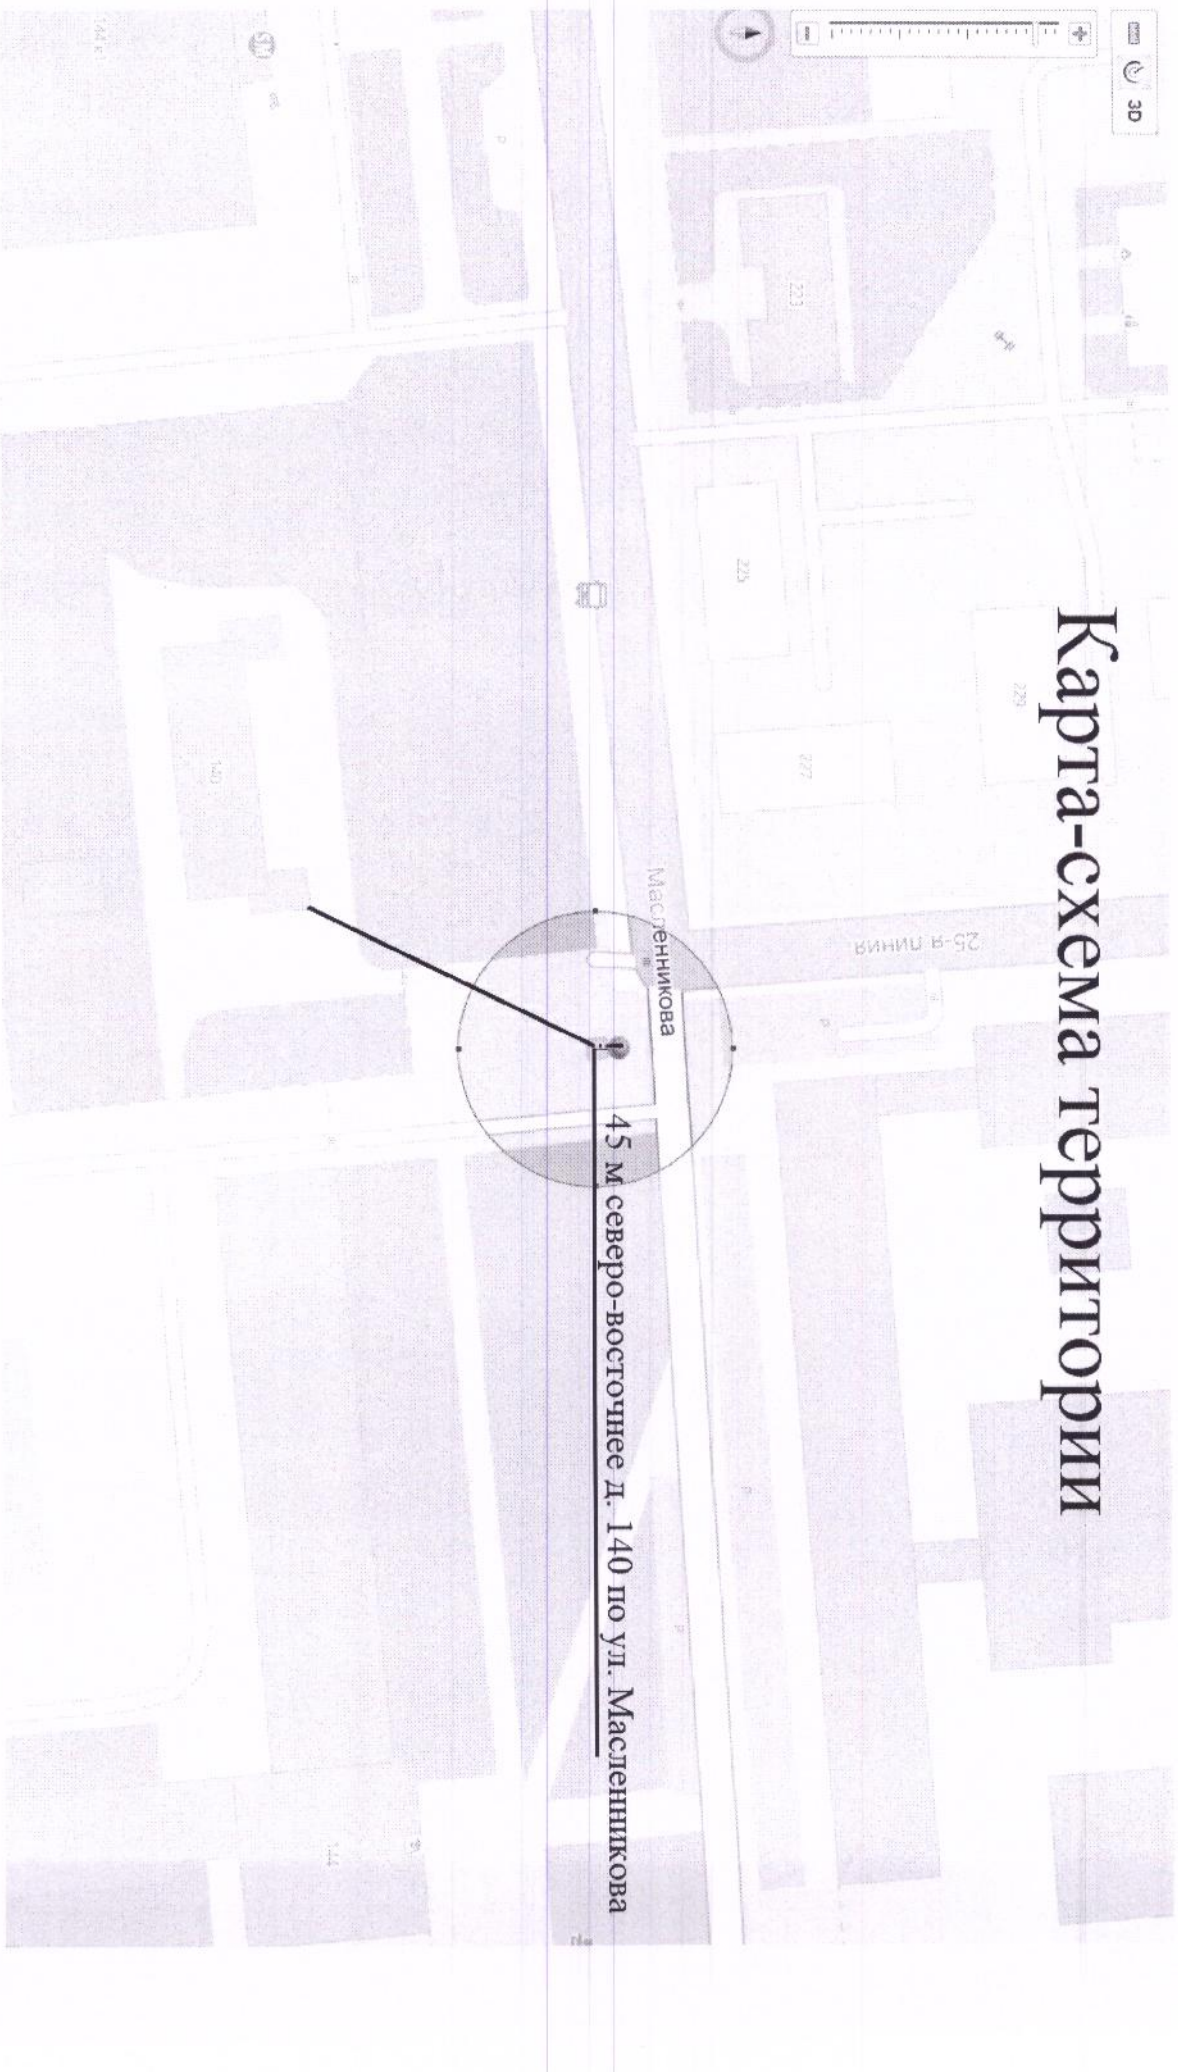 Карта-схема территории
3D
223
225
229
227
25-я линия
Масленникова
45 м северо-восточнее д. 140 по ул. Масленникова
140
144
P